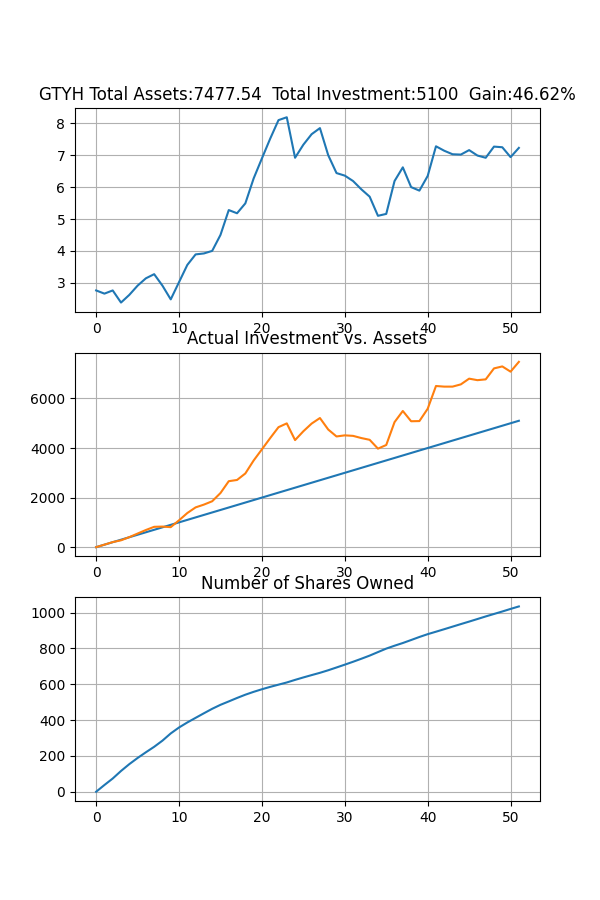 GTYH Total Assets:7477.54  Total Investment:5100  Gain:46.62%
8
7
6
5
4
3
0 10 20 30 40 50
Actual Investment vs. Assets
6000
4000
2000
0
0 10 20 30 40 50
Number of Shares Owned
1000
800
600
400
200
0
0 10 20 30 40 50